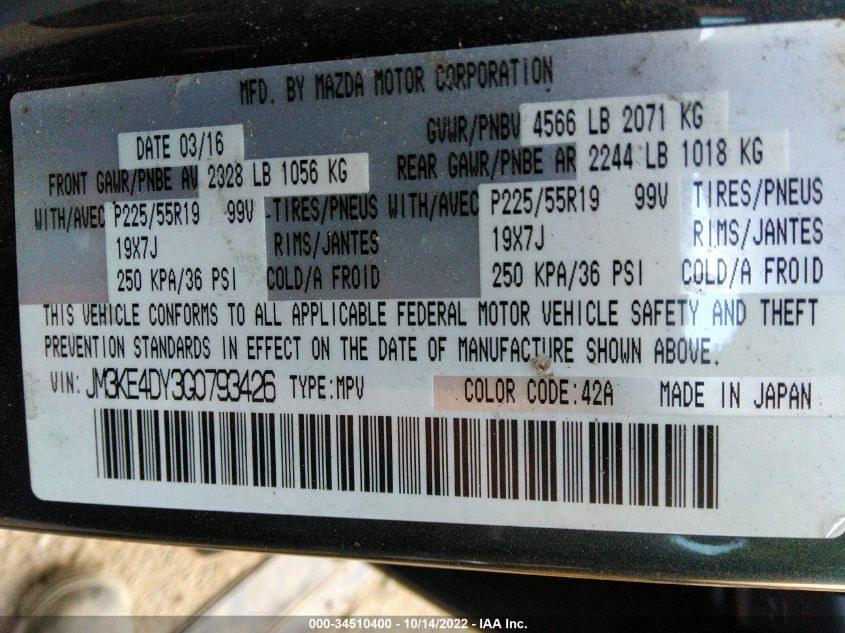 MFD. BY MAZDA MOTOR CORPORATION
DATE 03/16 GVWR/PNBV 4566 LB 2071 KG
FRONT GAWR/PNBE AV 2328 LB 1056 KG REAR GAWR/PNBE AR 2244 LB 1018 KG
WITH/AVEC P225/55R19 99V TIRES/PNEUS WITH/AVEC P225/55R19 99V TIRES/PNEUS
19X7J RIMS/JANTES 19X7J RIMS/JANTES
250 KPA/36 PSI COLD/A FROID 250 KPA/36 PSI COLD/A FROID
THIS VEHICLE CONFORMS TO ALL APPLICABLE FEDERAL MOTOR VEHICLE SAFETY AND THEFT
PREVENTION STANDARDS IN EFFECT ON THE DATE OF MANUFACTURE SHOWN ABOVE.
VIN: JM3KE4DY3G0793426 TYPE:MPV COLOR CODE:42A MADE IN JAPAN
000-34510400 - 10/14/2022 - IAA Inc.